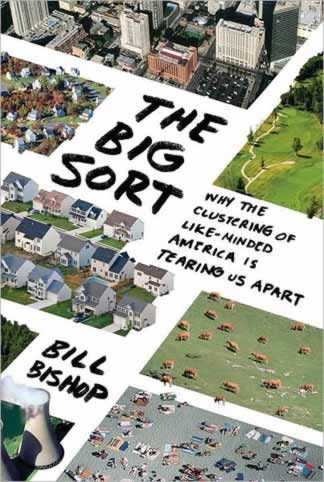 THE
BIG
SORT
WHY THE
CLUSTERING OF
LIKE-MINDED
AMERICA IS
TEARING US APART
BILL
BISHOP